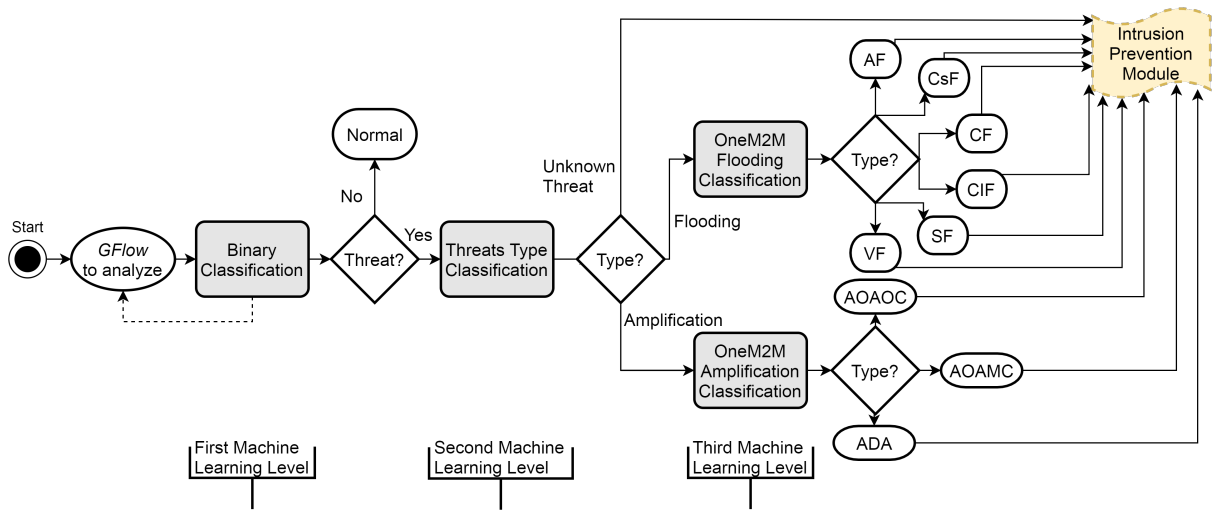 Start
GFlow
to analyze
Binary
Classification
Normal
No
Threat?
Yes
Threats Type
Classification
Type?
Unknown
Threat
Flooding
Amplification
OneM2M
Flooding
Classification
Type?
AF
CsF
CF
CIF
SF
VF
OneM2M
Amplification
Classification
Type?
AOAOC
AOAMC
ADA
Intrusion
Prevention
Module
First Machine
Learning Level
Second Machine
Learning Level
Third Machine
Learning Level